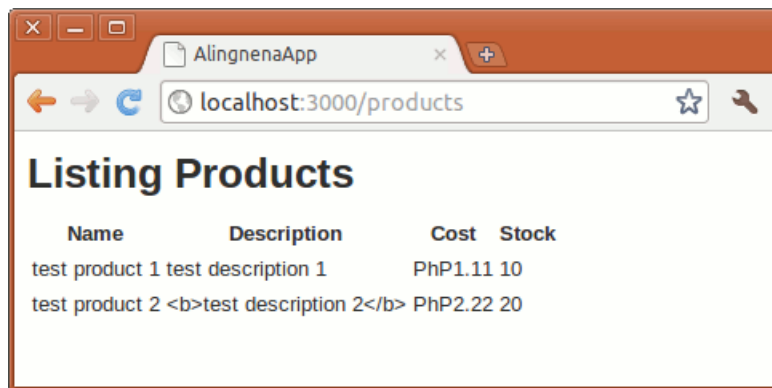 AlingnenaApp
localhost:3000/products
Listing Products
Name Description Cost Stock
test product 1 test description 1 PhP1.11 10
test product 2 <b>test description 2</b> PhP2.22 20